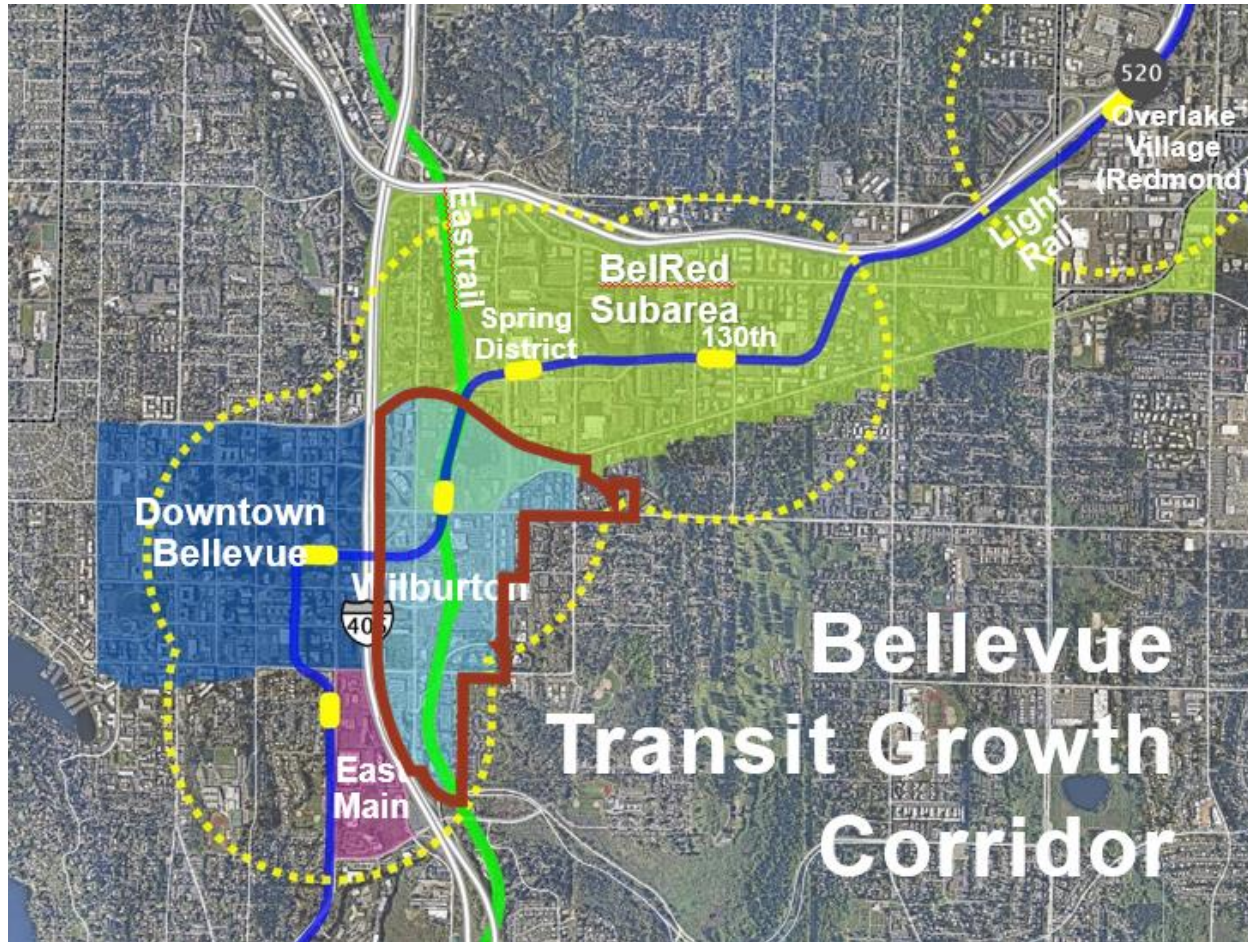 520
Overlake
Village
(Redmond)
Light
Rail
Eastrail
BelRed
Subarea
Spring
District
130th
Downtown
Bellevue
Wilburton
405
East
Main
Bellevue
Transit Growth
Corridor